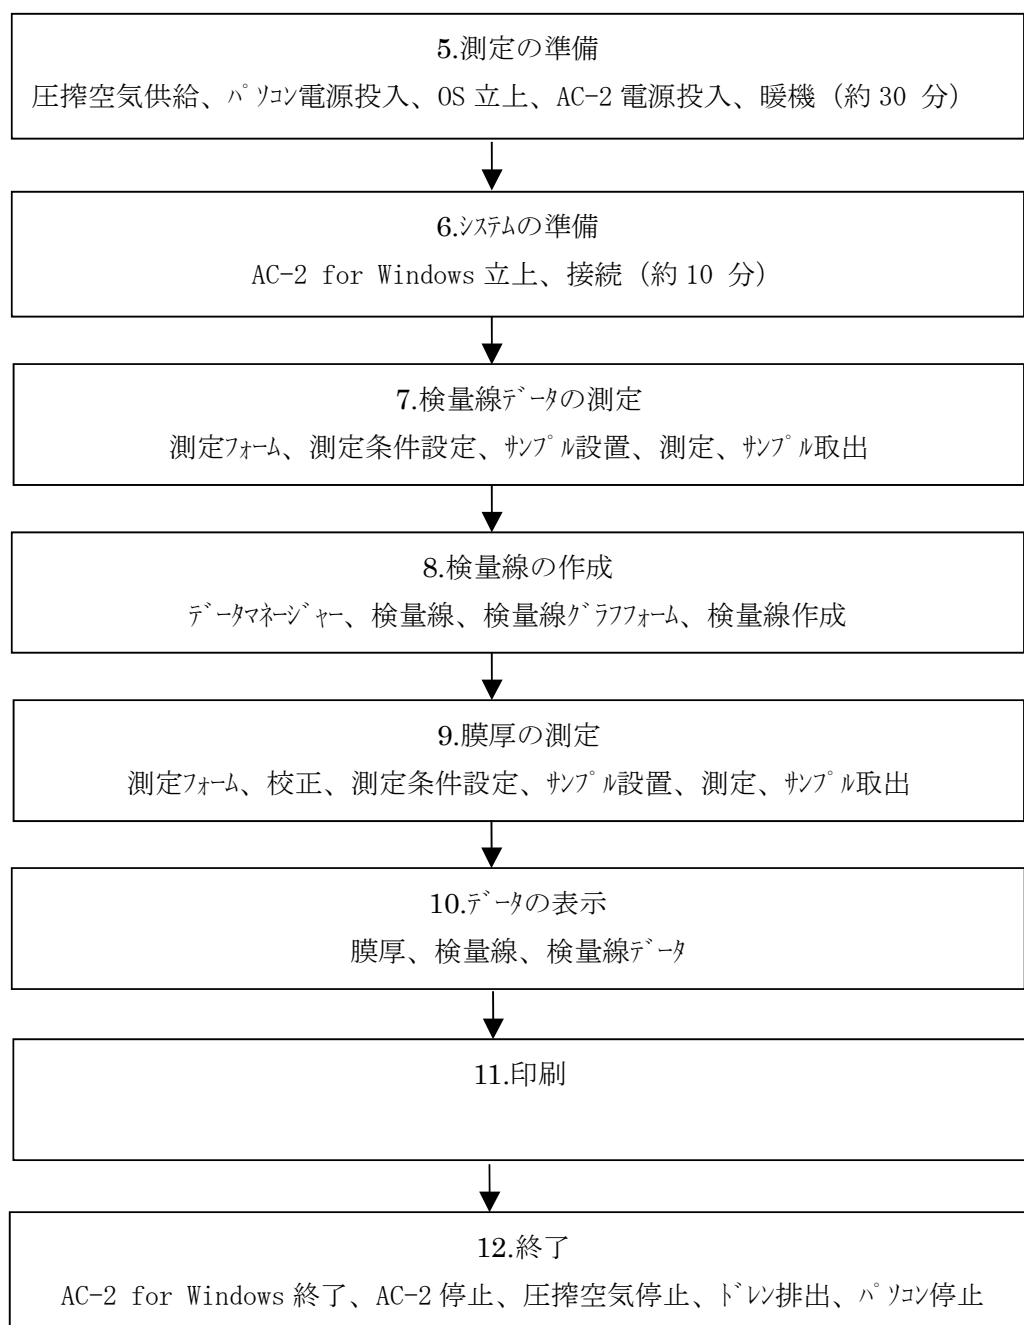 5.測定の準備
圧搾空気供給、ﾊﾟｿｺﾝ電源投入、OS 立上、AC-2 電源投入、暖機（約 30 分）
6.ｼｽﾃﾑの準備
AC-2 for Windows 立上、接続（約 10 分）
7.検量線ﾃﾞｰﾀの測定
測定ﾌｫｰﾑ、測定条件設定、ｻﾝﾌﾟﾙ設置、測定、ｻﾝﾌﾟﾙ取出
8.検量線の作成
ﾃﾞｰﾀﾏﾈｰｼﾞｬｰ、検量線、検量線ｸﾞﾗﾌﾌｫｰﾑ、検量線作成
9.膜厚の測定
測定ﾌｫｰﾑ、校正、測定条件設定、ｻﾝﾌﾟﾙ設置、測定、ｻﾝﾌﾟﾙ取出
10.ﾃﾞｰﾀの表示
膜厚、検量線、検量線ﾃﾞｰﾀ
11.印刷
12.終了
AC-2 for Windows 終了、AC-2 停止、圧搾空気停止、ﾄﾞﾚﾝ排出、ﾊﾟｿｺﾝ停止